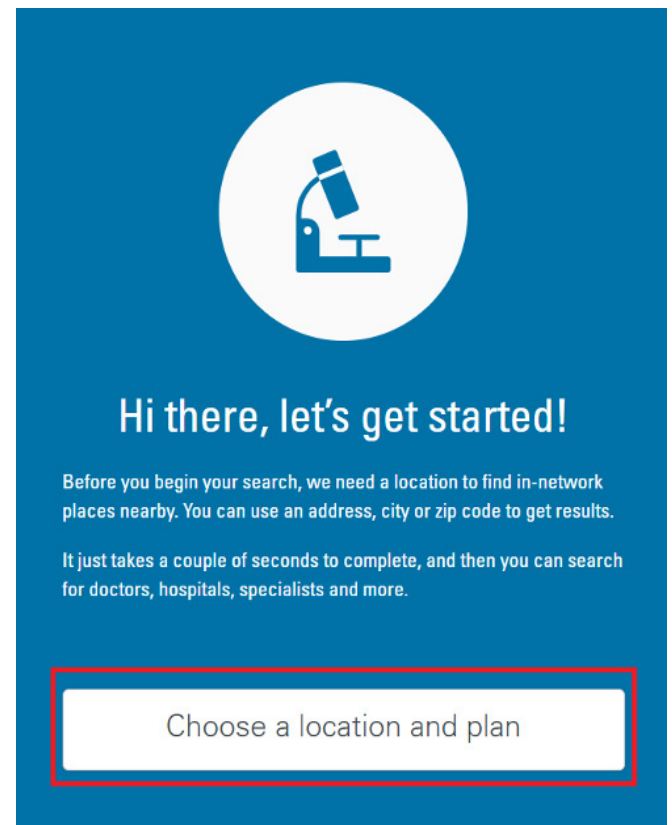 Hi there, let's get started!
Before you begin your search, we need a location to find in-network
places nearby. You can use an address, city or zip code to get results.
It just takes a couple of seconds to complete, and then you can search
for doctors, hospitals, specialists and more.
Choose a location and plan